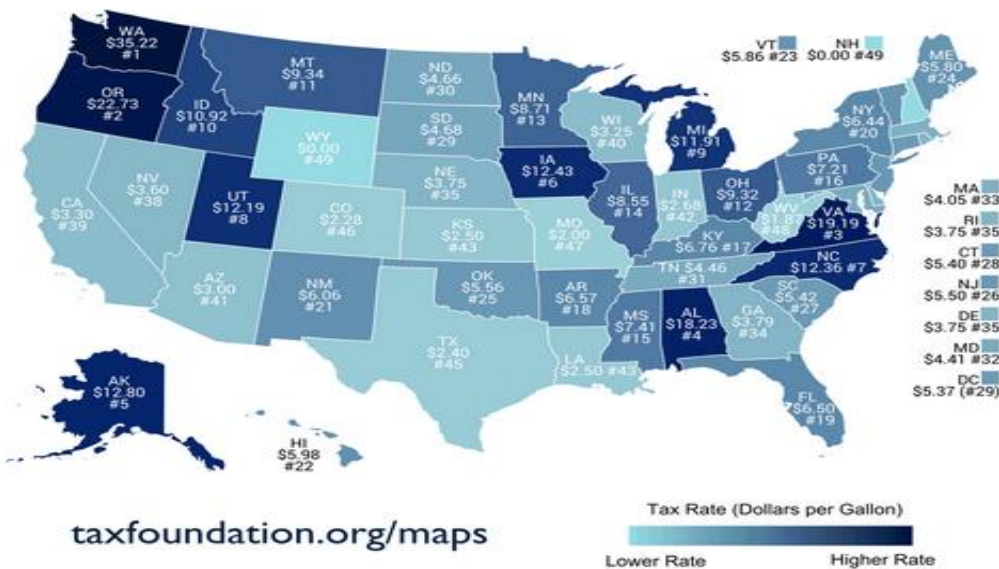 WA
$35.22
#1
OR
$22.73
#2
ID
$10.92
#10
MT
$9.34
#11
ND
$4.66
#30
SD
$4.68
#29
WY
$0.00
#49
MN
$8.71
#13
WI
$3.25
#40
MI
$11.91
#9
VT
$5.86 #23
NH
$0.00 #49
ME
$5.80
#24
NY
$6.44
#20
PA
$7.21
#16
CA
$3.30
#39
NV
$3.60
#38
UT
$12.19
#8
CO
$2.28
#46
NE
$3.75
#35
KS
$2.50
#43
IA
$12.43
#6
MO
$2.00
#47
IL
$8.55
#14
IN
$2.68
#42
OH
$9.32
#12
WV
$1.87
#48
VA
$19.19
#3
KY
$6.76 #17
NC
$12.36 #7
TN $4.46
#31
SC
$5.42
#27
AZ
$3.00
#41
NM
$6.06
#21
OK
$5.56
#25
AR
$6.57
#18
TX
$2.40
#45
LA
$2.50 #43
MS
$7.41
#15
AL
$18.23
#4
GA
$3.79
#34
FL
$6.50
#19
MA
$4.05 #33
RI
$3.75 #35
CT
$5.40 #28
NJ
$5.50 #26
DE
$3.75 #35
MD
$4.41 #32
DC
$5.37 (#29)
AK
$12.80
#5
HI
$5.98
#22
taxfoundation.org/maps
Tax Rate (Dollars per Gallon)
Lower Rate
Higher Rate